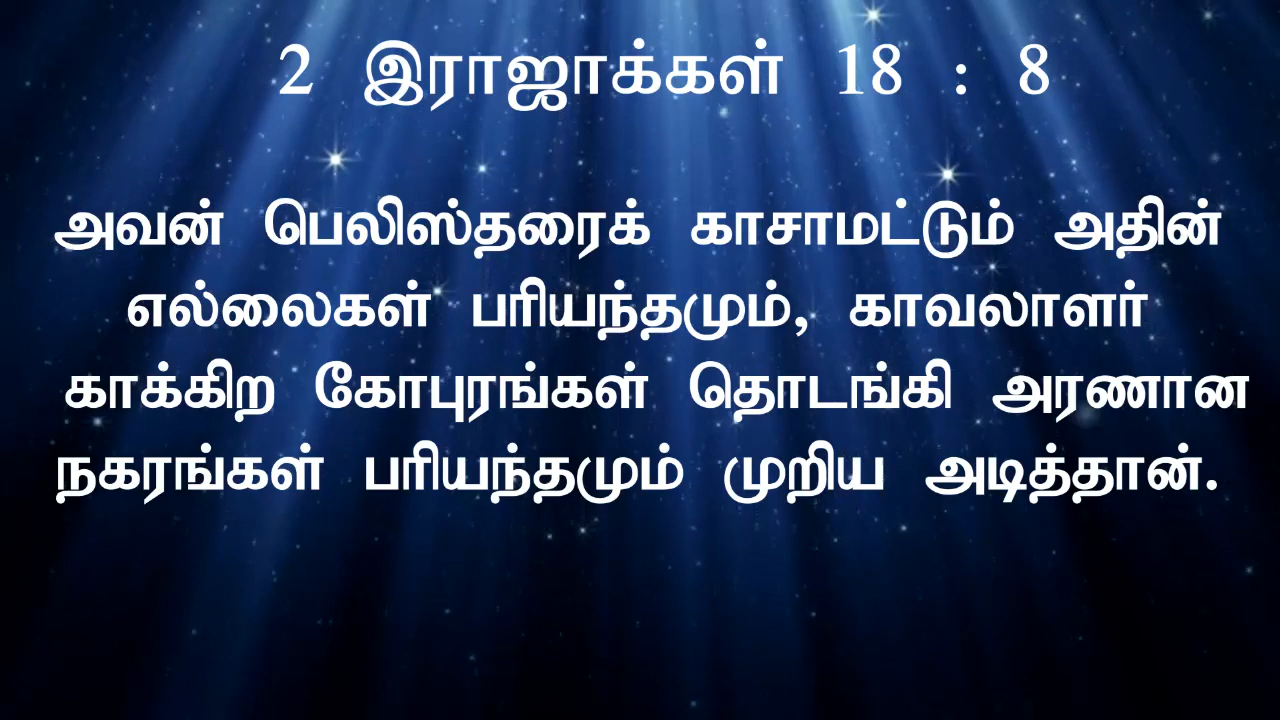 2 இராஜாக்கள் 18 : 8
அவன் பெலிஸ்தரைக் காசாமட்டும் அதின்
எல்லைகள் பரியந்தமும், காவலாளர்
காக்கிற கோபுரங்கள் தொடங்கி அரணான
நகரங்கள் பரியந்தமும் முறிய அடித்தான்.